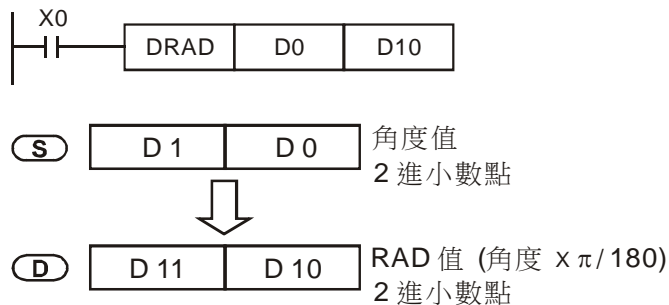 X0
DRAD D0 D10
S D 1 D 0 角度值
2 進小數點
D D 11 D 10 RAD 值 (角度 x π/180)
2 進小數點